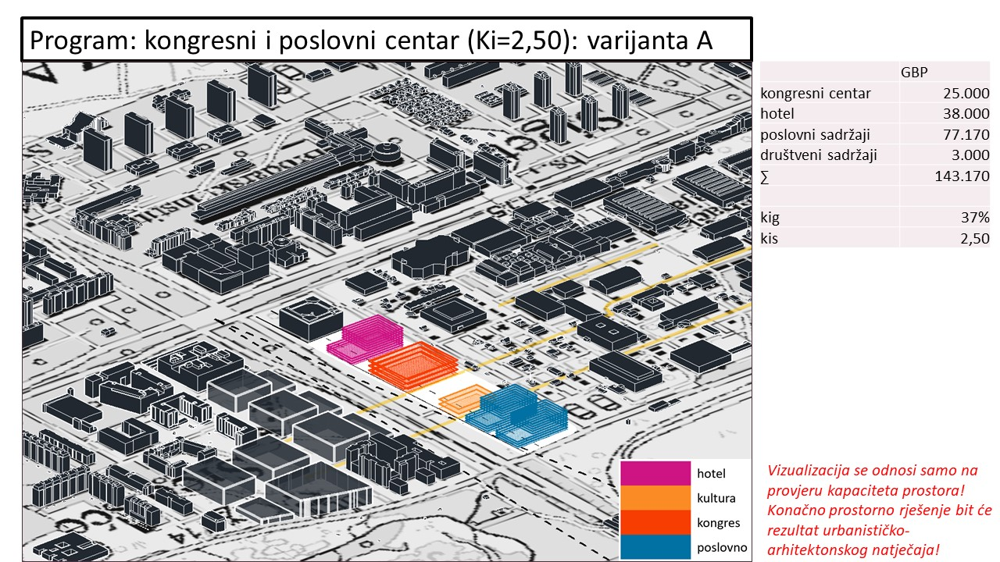 Program: kongresni i poslovni centar (Ki=2,50): varijanta A
GBP
kongresni centar 25.000
hotel 38.000
poslovni sadržaji 77.170
društveni sadržaji 3.000
∑ 143.170
kig 37%
kis 2,50
hotel
kultura
kongres
poslovno
Vizualizacija se odnosi samo na
provjeru kapaciteta prostora!
Konačno prostorno rješenje bit će
rezultat urbanističko-
arhitektonskog natječaja!